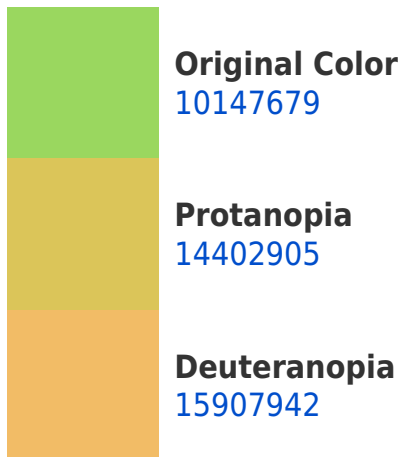 Original Color
10147679
Protanopia
14402905
Deuteranopia
15907942